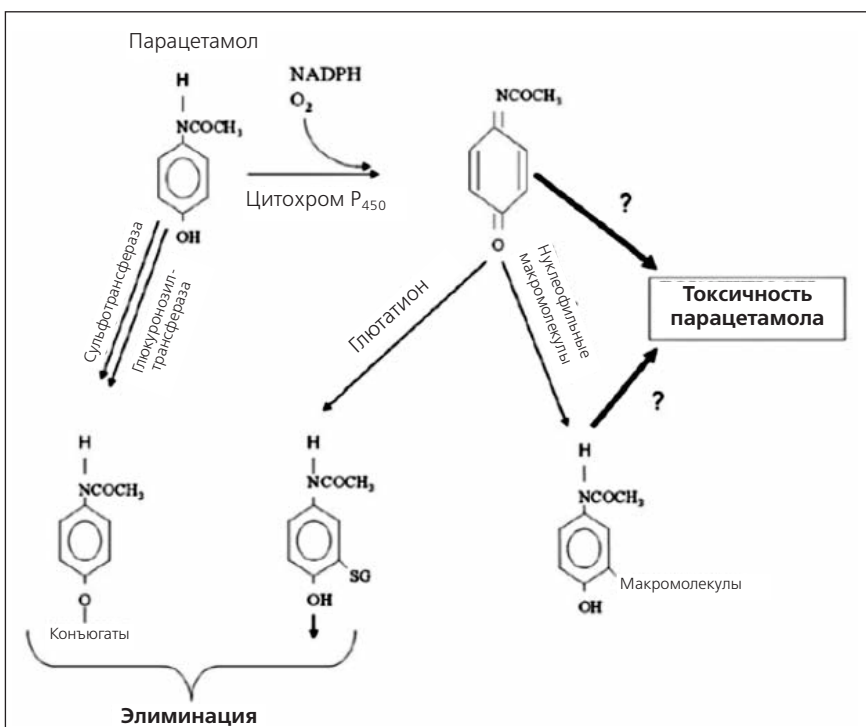 Парацетамол
H
NCOCH₃
OH
NADPH
O₂
Цитохром P₄₅₀
NCOCH₃
O
?
Токсичность
парацетамола
?
Сульфотрансфераза
Глюкуронозил-
трансфераза
Глютатион
Нуклеофильные
макромолекулы
H
NCOCH₃
O
Конъюгаты
H
NCOCH₃
SG
OH
H
NCOCH₃
Макромолекулы
OH
Элиминация